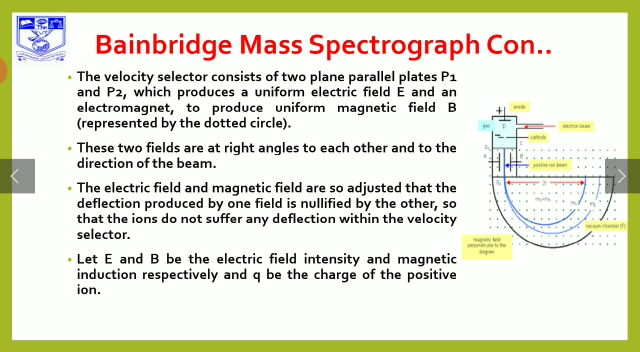 Bainbridge Mass Spectrograph Con..
• The velocity selector consists of two plane parallel plates P1
and P2, which produces a uniform electric field E and an
electromagnet, to produce uniform magnetic field B
(represented by the dotted circle).
• These two fields are at right angles to each other and to the
direction of the beam.
• The electric field and magnetic field are so adjusted that the
deflection produced by one field is nullified by the other, so
that the ions do not suffer any deflection within the velocity
selector.
• Let E and B be the electric field intensity and magnetic
induction respectively and q be the charge of the positive
ion.
anode
gas
D
electron beam
cathode
E
A
B
positive ion beam
vacuum chamber (F)
magnetic field
perpendicular to the
diagram